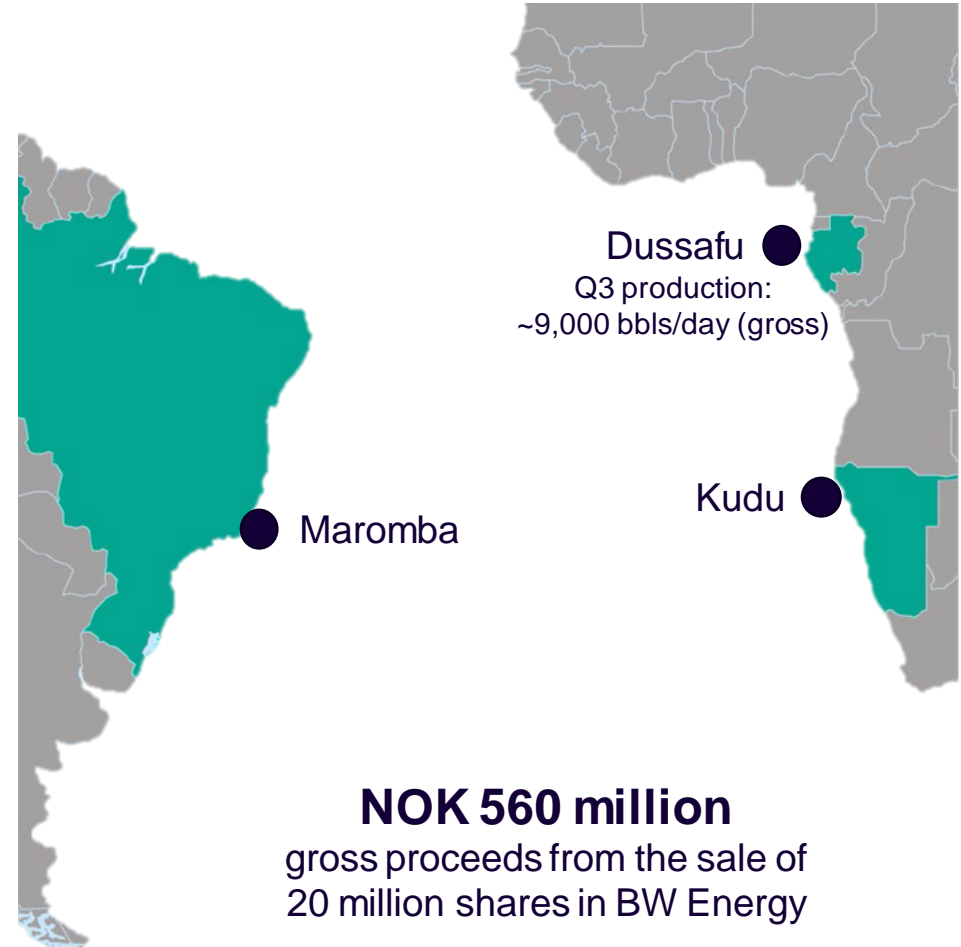 Dussafu
Q3 production:
~9,000 bbls/day (gross)
Kudu
Maromba
NOK 560 million
gross proceeds from the sale of
20 million shares in BW Energy